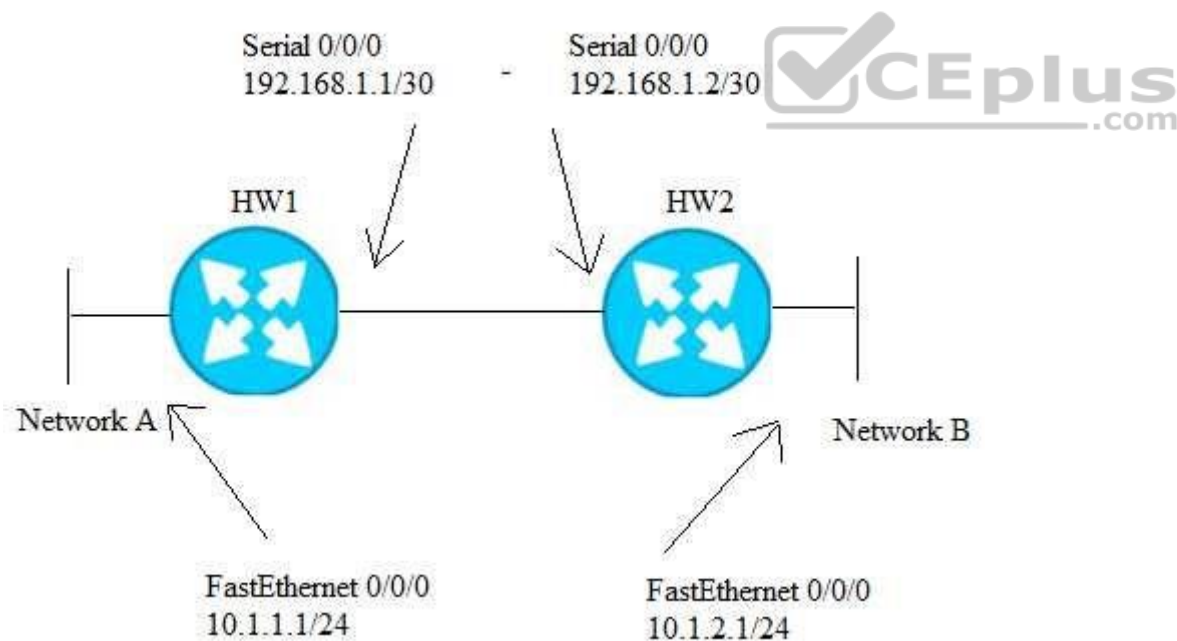 Serial 0/0/0
192.168.1.1/30
-
Serial 0/0/0
192.168.1.2/30
CEplus
.com
HW1
HW2
Network A
Network B
FastEthernet 0/0/0
10.1.1.1/24
FastEthernet 0/0/0
10.1.2.1/24